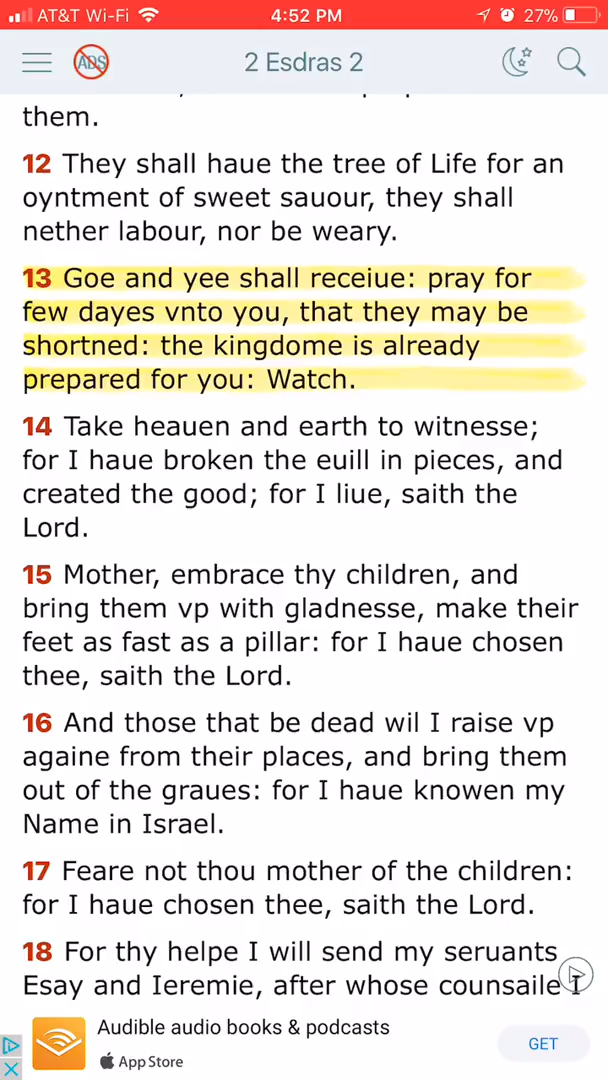 AT&T Wi-Fi 4:52 PM 27%
ADS 2 Esdras 2
them.
12 They shall haue the tree of Life for an
oyntment of sweet sauour, they shall
nether labour, nor be weary.
13 Goe and yee shall receiue: pray for
few dayes vnto you, that they may be
shortned: the kingdome is already
prepared for you: Watch.
14 Take heauen and earth to witnesse;
for I haue broken the euill in pieces, and
created the good; for I liue, saith the
Lord.
15 Mother, embrace thy children, and
bring them vp with gladnesse, make their
feet as fast as a pillar: for I haue chosen
thee, saith the Lord.
16 And those that be dead wil I raise vp
againe from their places, and bring them
out of the graues: for I haue knowen my
Name in Israel.
17 Feare not thou mother of the children:
for I haue chosen thee, saith the Lord.
18 For thy helpe I will send my seruants
Esay and Ieremie, after whose counsaile I
Audible audio books & podcasts
App Store
GET